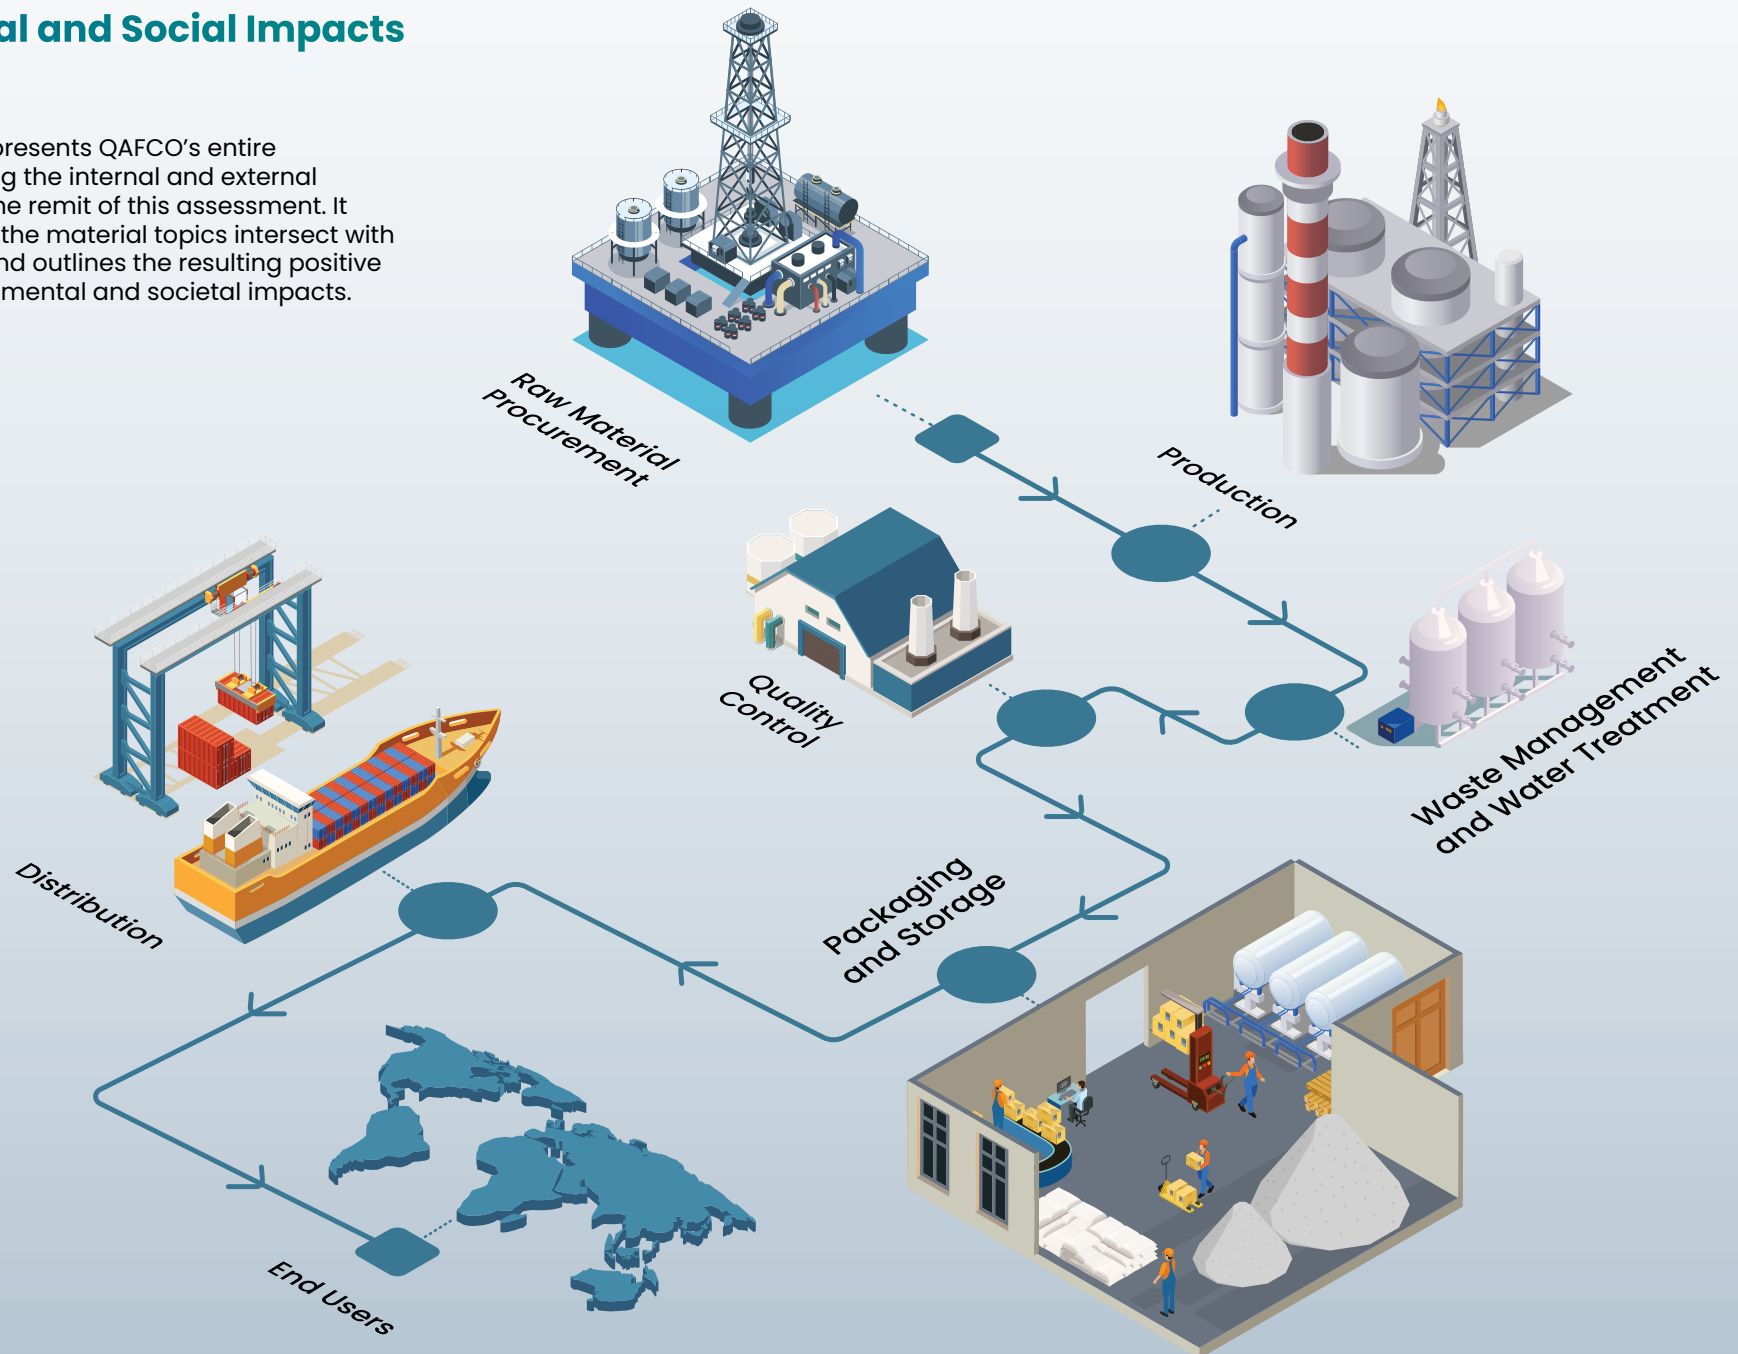 al and Social Impacts
presents QAFCO's entire
g the internal and external
he remit of this assessment. It
the material topics intersect with
nd outlines the resulting positive
mental and societal impacts.
Raw Material
Procurement
Production
Quality
Control
Waste Management
and Water Treatment
Packaging
and Storage
Distribution
End Users